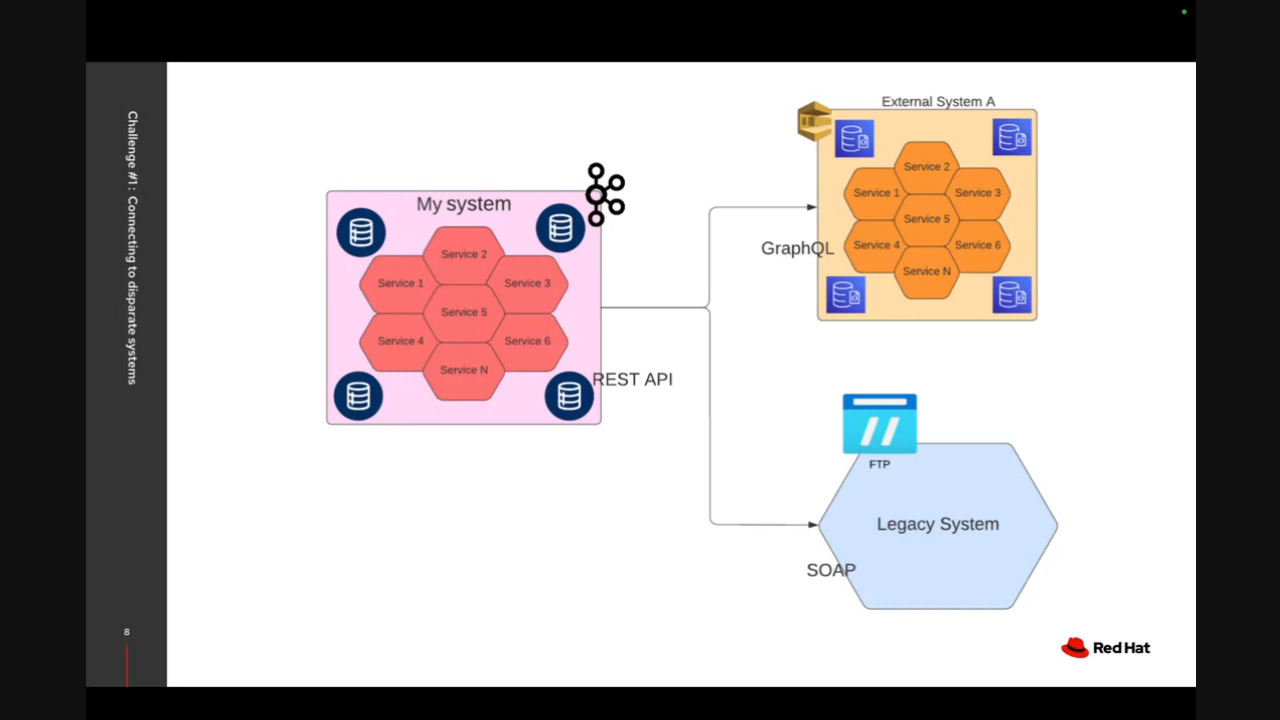 Challenge #1: Connecting to disparate systems
8
My system
Service 2
Service 1
Service 3
Service 5
Service 4
Service 6
Service N
REST API
External System A
Service 2
Service 1
Service 3
Service 5
Service 4
Service 6
Service N
GraphQL
FTP
Legacy System
SOAP
Red Hat